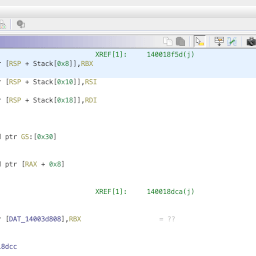 XREF[1]: 140018f5d(j)
r [RSP + Stack[0x8]],RBX
r [RSP + Stack[0x10]],RSI
r [RSP + Stack[0x18]],RDI
ptr GS:[0x30]
ptr [RAX + 0x8]
XREF[1]: 140018dca(j)
r [DAT_14003d808],RBX = ??
8dcc